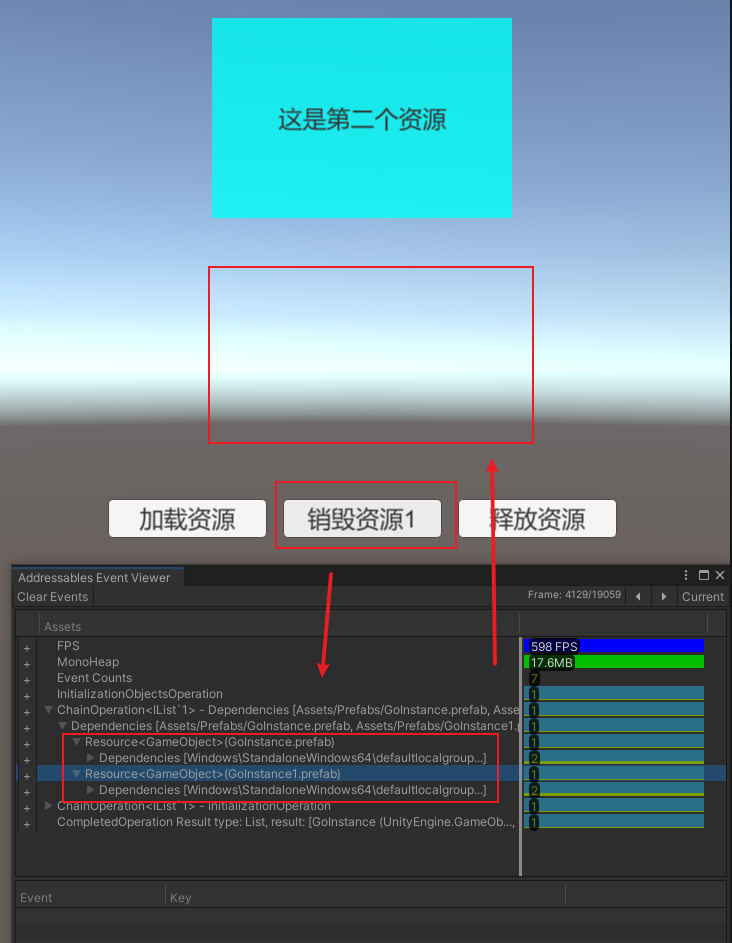 这是第二个资源
加载资源
销毁资源1
释放资源
Addressables Event Viewer
Clear Events
Frame: 4129/19059
Current
Assets
+ FPS 598 FPS
+ MonoHeap 17.6MB
+ Event Counts 7
+ InitializationObjectsOperation 1
+ ChainOperation<IList`1> - Dependencies [Assets/Prefabs/GoInstance.prefab, Asse 1
+ Dependencies [Assets/Prefabs/GoInstance.prefab, Assets/Prefabs/GoInstance1.p 1
+ Resource<GameObject>(GoInstance.prefab) 1
+ Dependencies [Windows\StandaloneWindows64\defaultlocalgroup...] 2
+ Resource<GameObject>(GoInstance1.prefab) 1
+ Dependencies [Windows\StandaloneWindows64\defaultlocalgroup...] 2
+ ChainOperation<IList`1> - InitializationOperation 1
+ CompletedOperation Result type: List, result: [GoInstance (UnityEngine.GameOb..., 1
Event Key